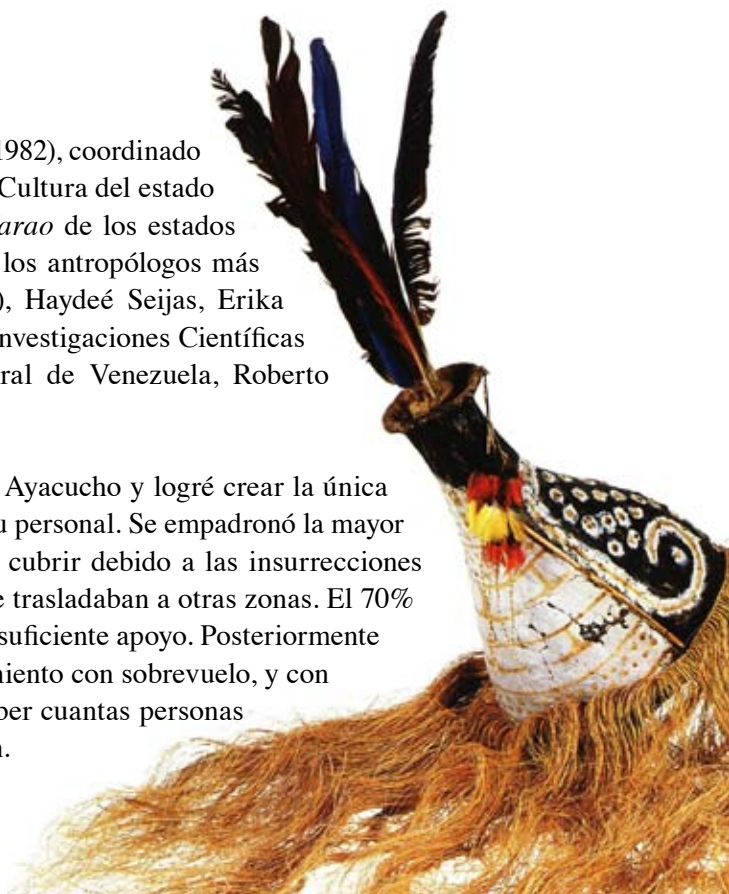 1982), coordinado
Cultura del estado
arao de los estados
los antropólogos más
), Haydeé Seijas, Erika
nvestigaciones Científicas
ral de Venezuela, Roberto
Ayacucho y logré crear la única
u personal. Se empadronó la mayor
cubrir debido a las insurrecciones
e trasladaban a otras zonas. El 70%
suficiente apoyo. Posteriormente
niento con sobrevuelo, y con
ber cuantas personas
n.